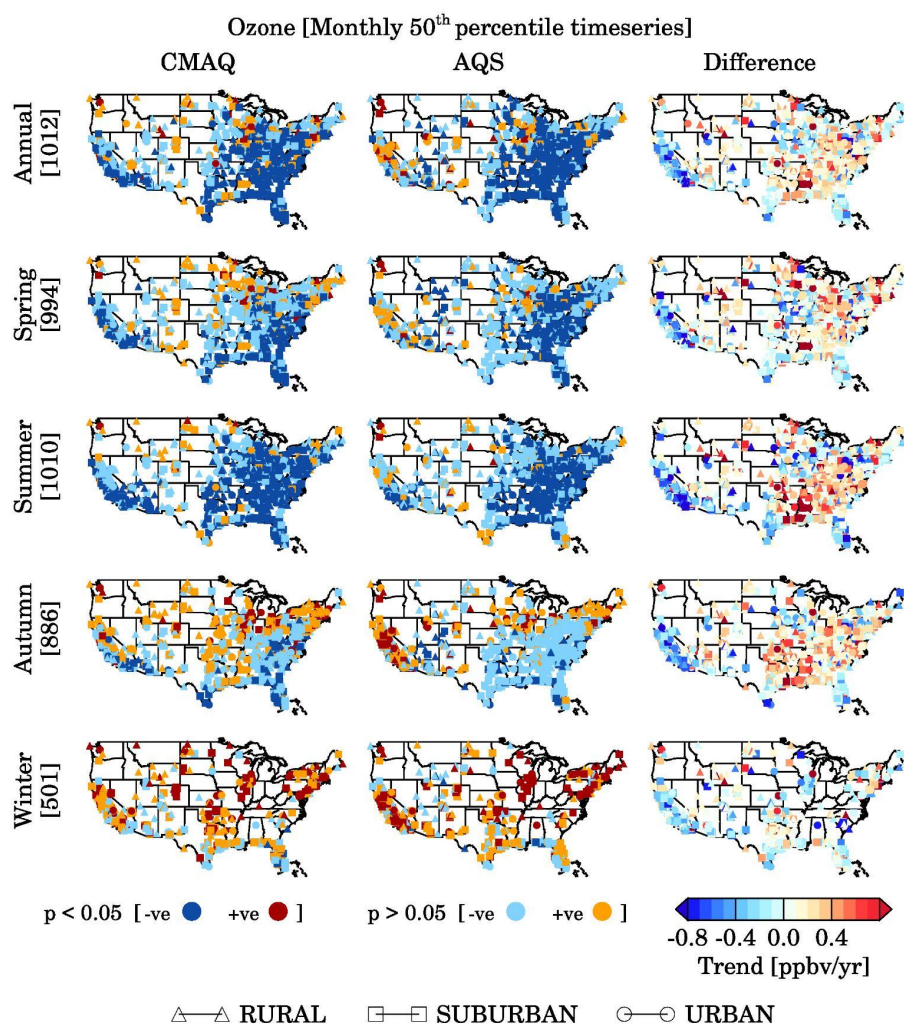 Ozone [Monthly 50th percentile timeseries]
CMAQ AQS Difference
Annual
[1012]
Spring
[994]
Summer
[1010]
Autumn
[886]
Winter
[501]
p < 0.05 [ -ve +ve ] p > 0.05 [ -ve +ve ]
-0.8 -0.4 0.0 0.4
Trend [ppbv/yr]
RURAL SUBURBAN URBAN